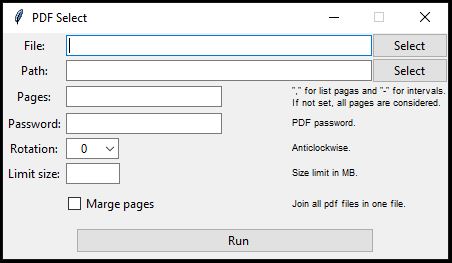 PDF Select
File: Select
Path: Select
Pages: "," for list pagas and "-" for intervals.
If not set, all pages are considered.
Password: PDF password.
Rotation: 0 Anticlockwise.
Limit size: Size limit in MB.
Marge pages Join all pdf files in one file.
Run